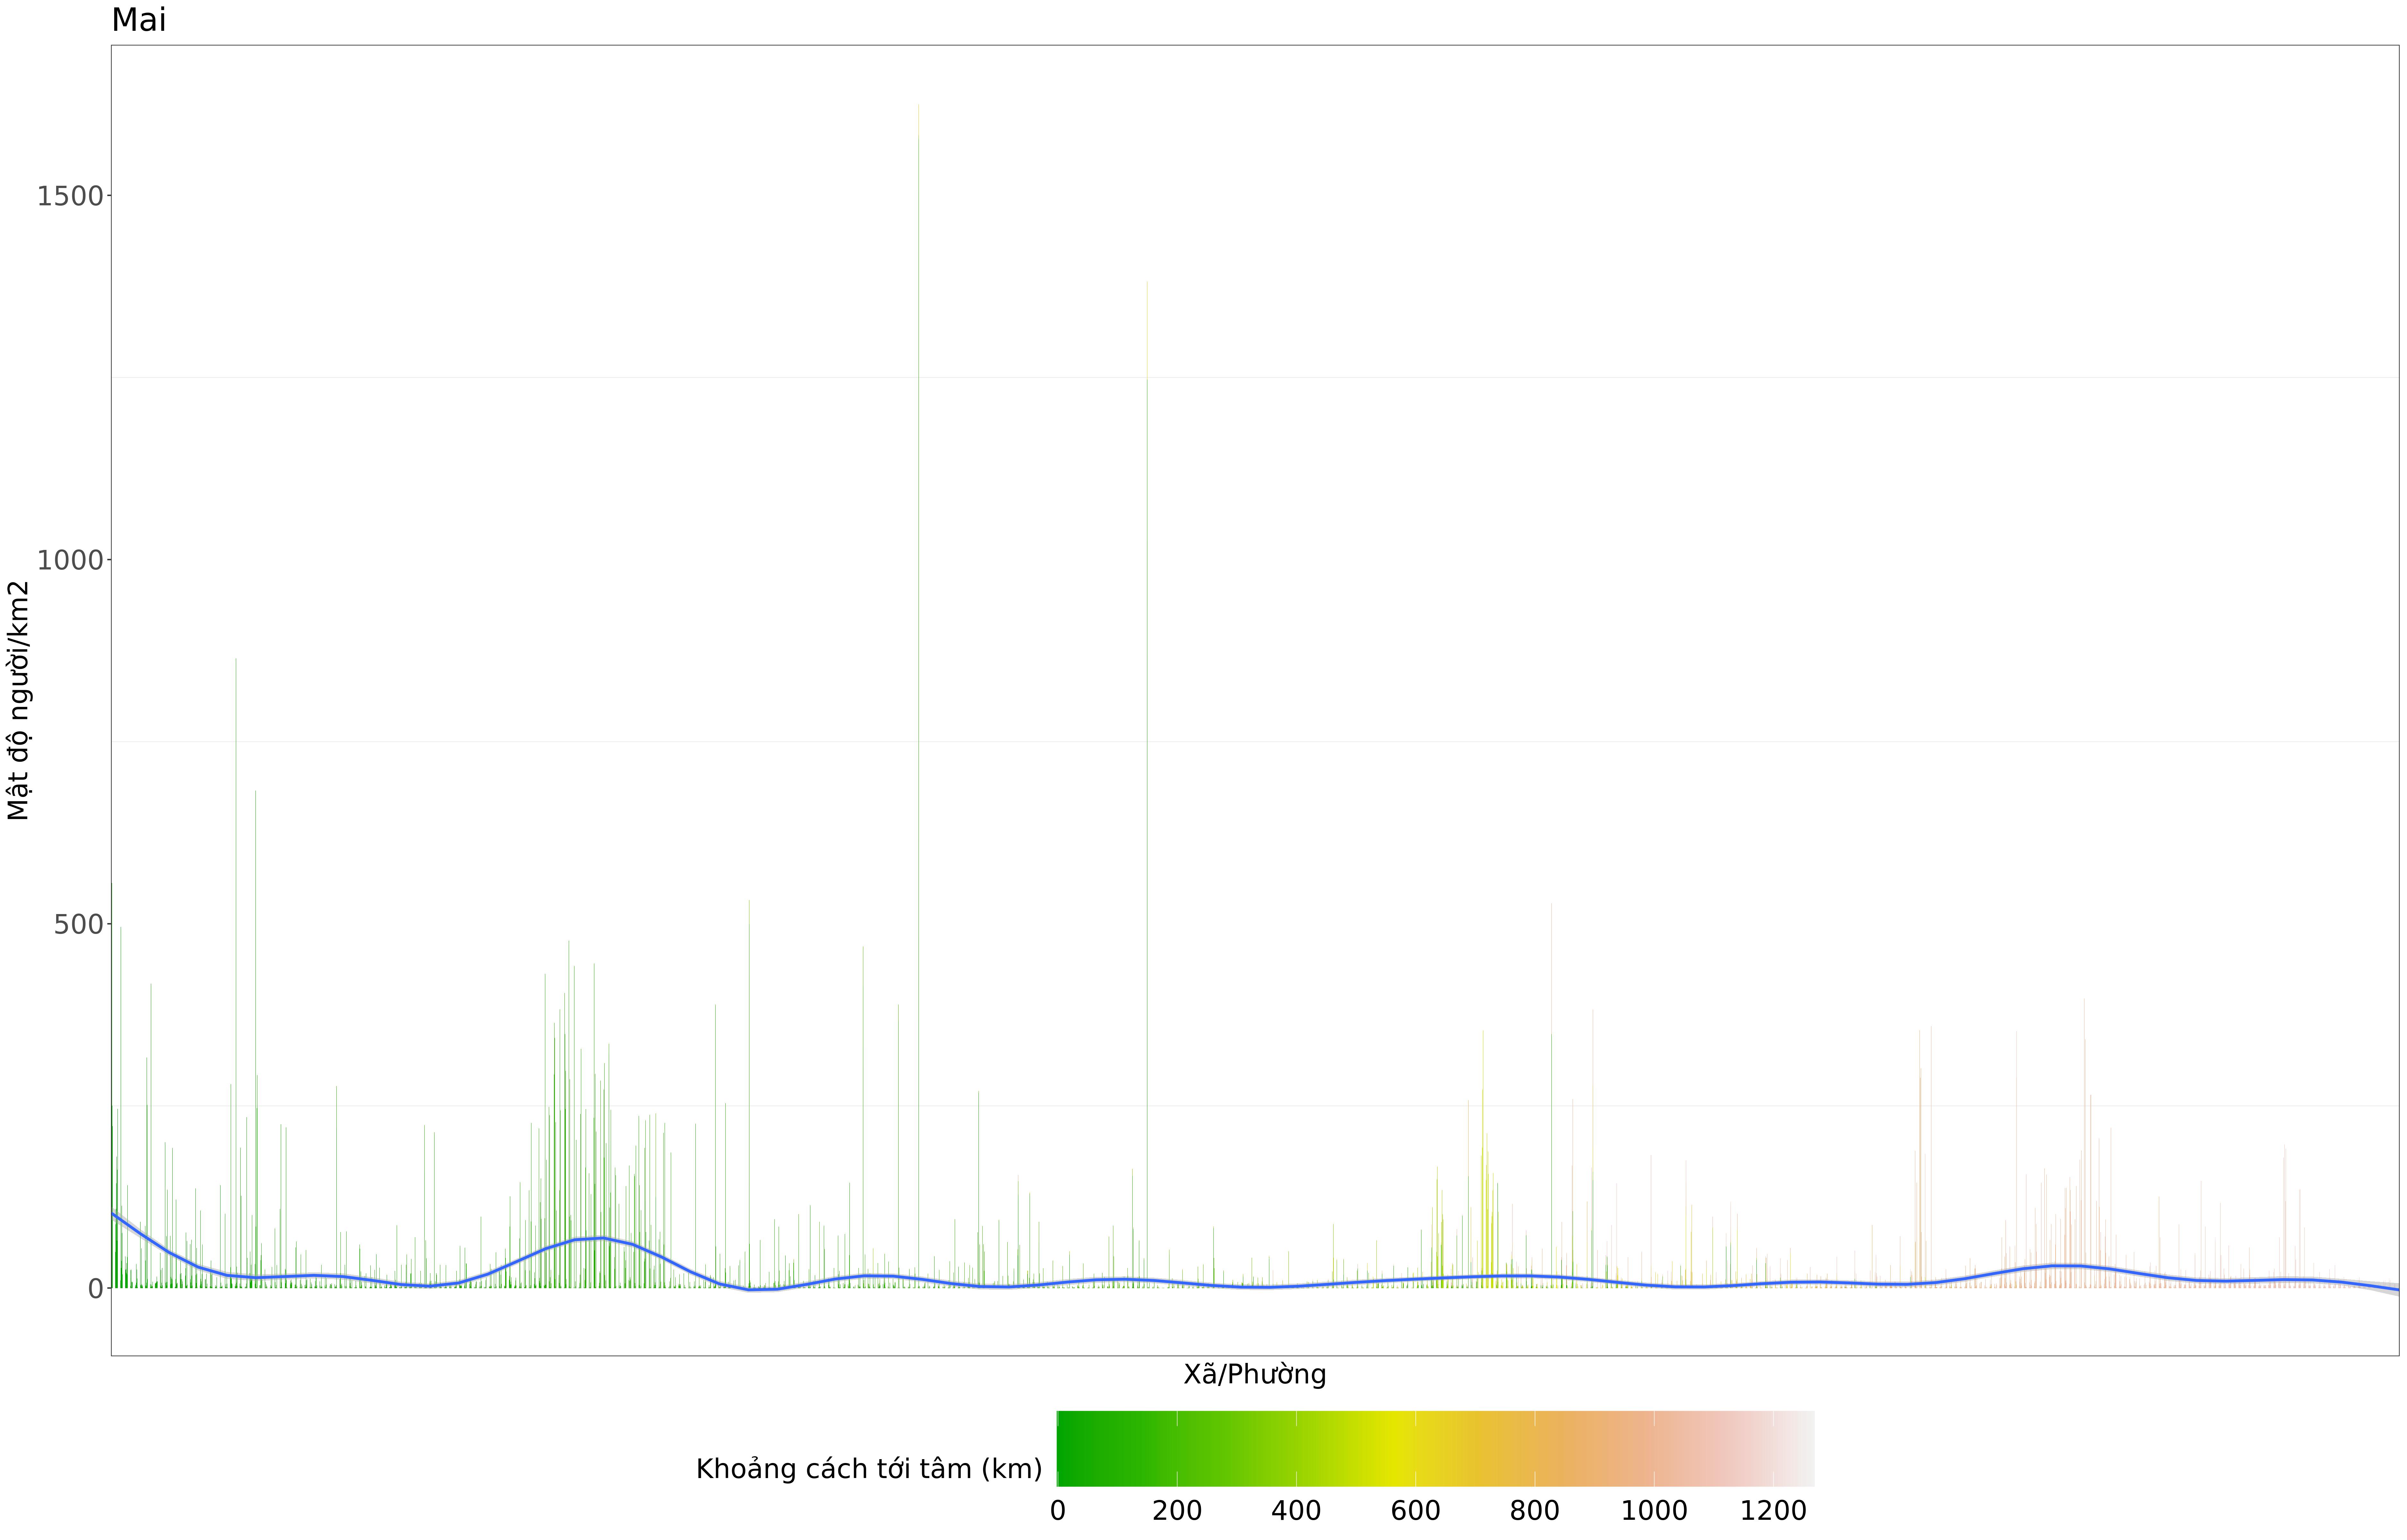 Mai
1500
1000
500
0
Mật độ người/km2
Xã/Phường
Khoảng cách tới tâm (km)
0 200 400 600 800 1000 1200